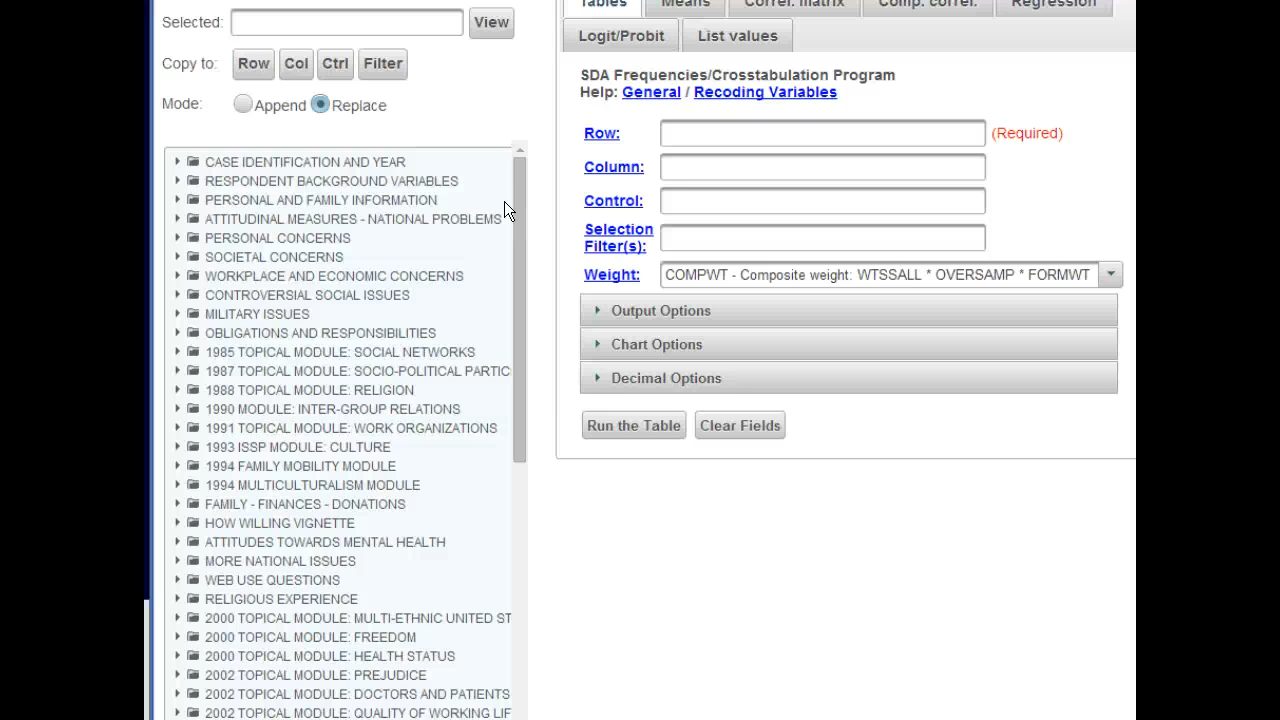 Selected: View
Copy to: Row Col Ctrl Filter
Mode: Append Replace
CASE IDENTIFICATION AND YEAR
RESPONDENT BACKGROUND VARIABLES
PERSONAL AND FAMILY INFORMATION
ATTITUDINAL MEASURES - NATIONAL PROBLEMS
PERSONAL CONCERNS
SOCIETAL CONCERNS
WORKPLACE AND ECONOMIC CONCERNS
CONTROVERSIAL SOCIAL ISSUES
MILITARY ISSUES
OBLIGATIONS AND RESPONSIBILITIES
1985 TOPICAL MODULE: SOCIAL NETWORKS
1987 TOPICAL MODULE: SOCIO-POLITICAL PARTIC
1988 TOPICAL MODULE: RELIGION
1990 MODULE: INTER-GROUP RELATIONS
1991 TOPICAL MODULE: WORK ORGANIZATIONS
1993 ISSP MODULE: CULTURE
1994 FAMILY MOBILITY MODULE
1994 MULTICULTURALISM MODULE
FAMILY - FINANCES - DONATIONS
HOW WILLING VIGNETTE
ATTITUDES TOWARDS MENTAL HEALTH
MORE NATIONAL ISSUES
WEB USE QUESTIONS
RELIGIOUS EXPERIENCE
2000 TOPICAL MODULE: MULTI-ETHNIC UNITED ST
2000 TOPICAL MODULE: FREEDOM
2000 TOPICAL MODULE: HEALTH STATUS
2002 TOPICAL MODULE: PREJUDICE
2002 TOPICAL MODULE: DOCTORS AND PATIENTS
2002 TOPICAL MODULE: QUALITY OF WORKING LIF
Tables Means Correl. matrix Comp. correl. Regression
Logit/Probit List values
SDA Frequencies/Crosstabulation Program
Help: General / Recoding Variables
Row: (Required)
Column:
Control:
Selection
Filter(s):
Weight: COMPWT - Composite weight: WTSSALL * OVERSAMP * FORMWT
Output Options
Chart Options
Decimal Options
Run the Table Clear Fields